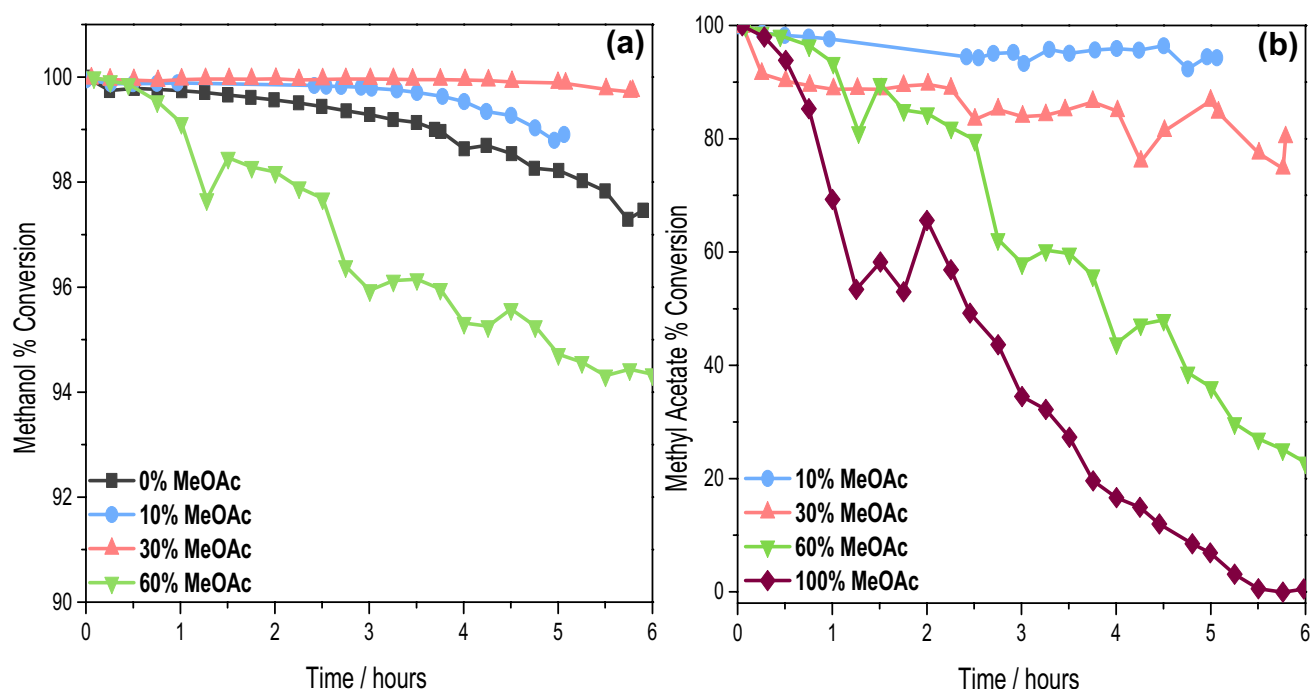 (a)
100
98
96
94
92
90
Methanol % Conversion
0% MeOAc
10% MeOAc
30% MeOAc
60% MeOAc
0 1 2 3 4 5 6
Time / hours
(b)
100
80
60
40
20
0
Methyl Acetate % Conversion
10% MeOAc
30% MeOAc
60% MeOAc
100% MeOAc
0 1 2 3 4 5 6
Time / hours